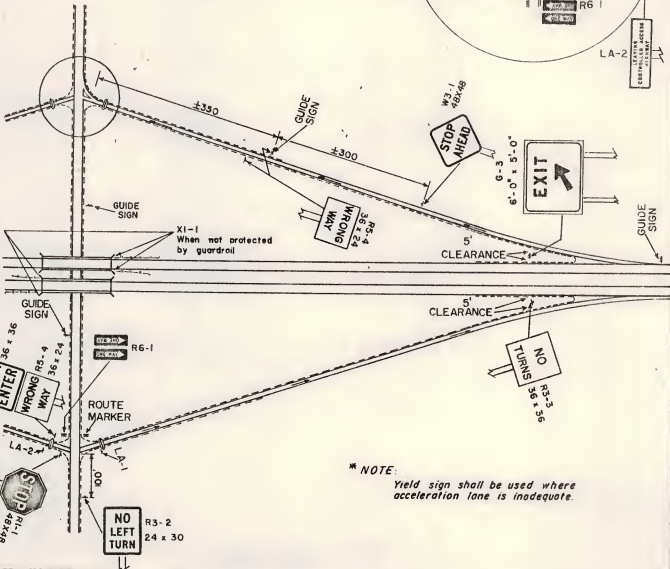 R6-1
LA-2
LEAVING
CONTROLLED ACCESS
HIGHWAY
±350
GUIDE
SIGN
±300
W3-1
48X48
STOP
AHEAD
G-3
6'-0" x 5'-0"
EXIT
GUIDE
SIGN
WRONG
WAY
R5-4
36 x 24
GUIDE
SIGN
X1-1
When not protected
by guardrail
5'
CLEARANCE
GUIDE
SIGN
5'
CLEARANCE
NO
TURNS
R3-3
36 x 36
36 x 36
ENTER
R5-4
36 x 24
WRONG
WAY
ONE WAY
R6-1
ROUTE
MARKER
LA-2
LA-1
100'
STOP
R1-1
48X48
NO
LEFT
TURN
R3-2
24 x 30
* NOTE:
Yield sign shall be used where
acceleration lane is inadequate.